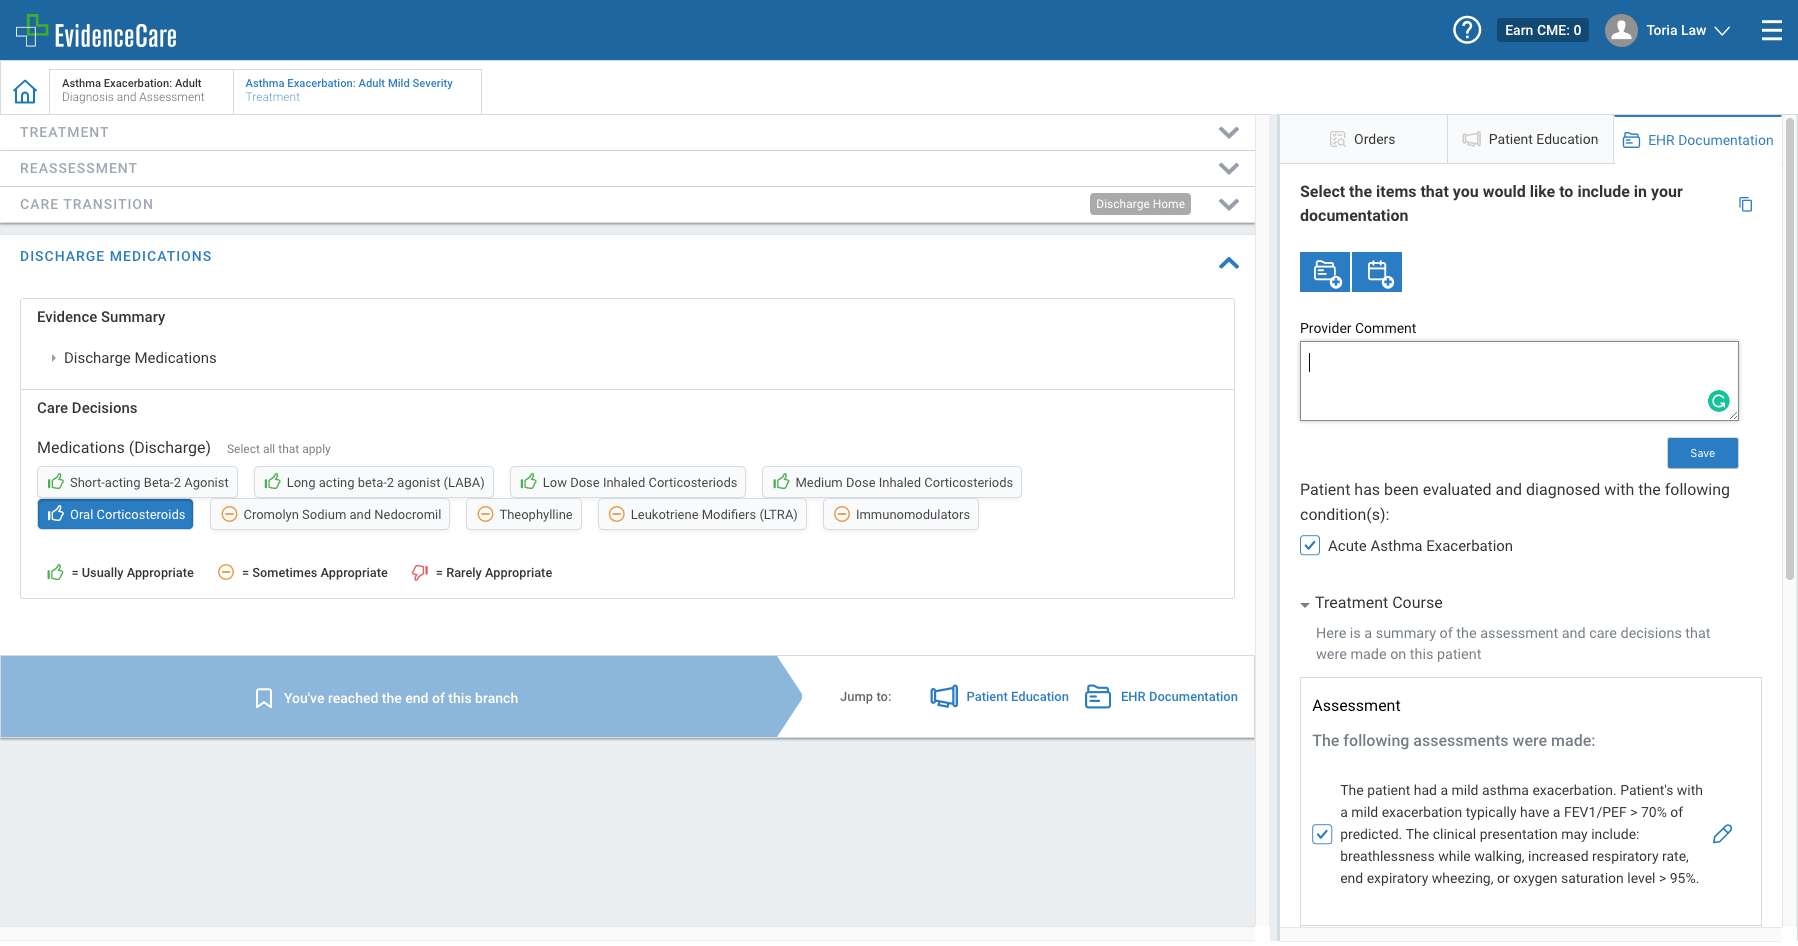 EvidenceCare
Earn CME: 0
Toria Law
Asthma Exacerbation: Adult
Diagnosis and Assessment
Asthma Exacerbation: Adult Mild Severity
Treatment
TREATMENT
REASSESSMENT
CARE TRANSITION
Discharge Home
DISCHARGE MEDICATIONS
Evidence Summary
Discharge Medications
Care Decisions
Medications (Discharge) Select all that apply
Short-acting Beta-2 Agonist
Long acting beta-2 agonist (LABA)
Low Dose Inhaled Corticosteriods
Medium Dose Inhaled Corticosteriods
Oral Corticosteroids
Cromolyn Sodium and Nedocromil
Theophylline
Leukotriene Modifiers (LTRA)
Immunomodulators
= Usually Appropriate
= Sometimes Appropriate
= Rarely Appropriate
You've reached the end of this branch
Jump to:
Patient Education
EHR Documentation
Orders
Patient Education
EHR Documentation
Select the items that you would like to include in your
documentation
Provider Comment
Save
Patient has been evaluated and diagnosed with the following
condition(s):
Acute Asthma Exacerbation
Treatment Course
Here is a summary of the assessment and care decisions that
were made on this patient
Assessment
The following assessments were made:
The patient had a mild asthma exacerbation. Patient's with
a mild exacerbation typically have a FEV1/PEF > 70% of
predicted. The clinical presentation may include:
breathlessness while walking, increased respiratory rate,
end expiratory wheezing, or oxygen saturation level > 95%.